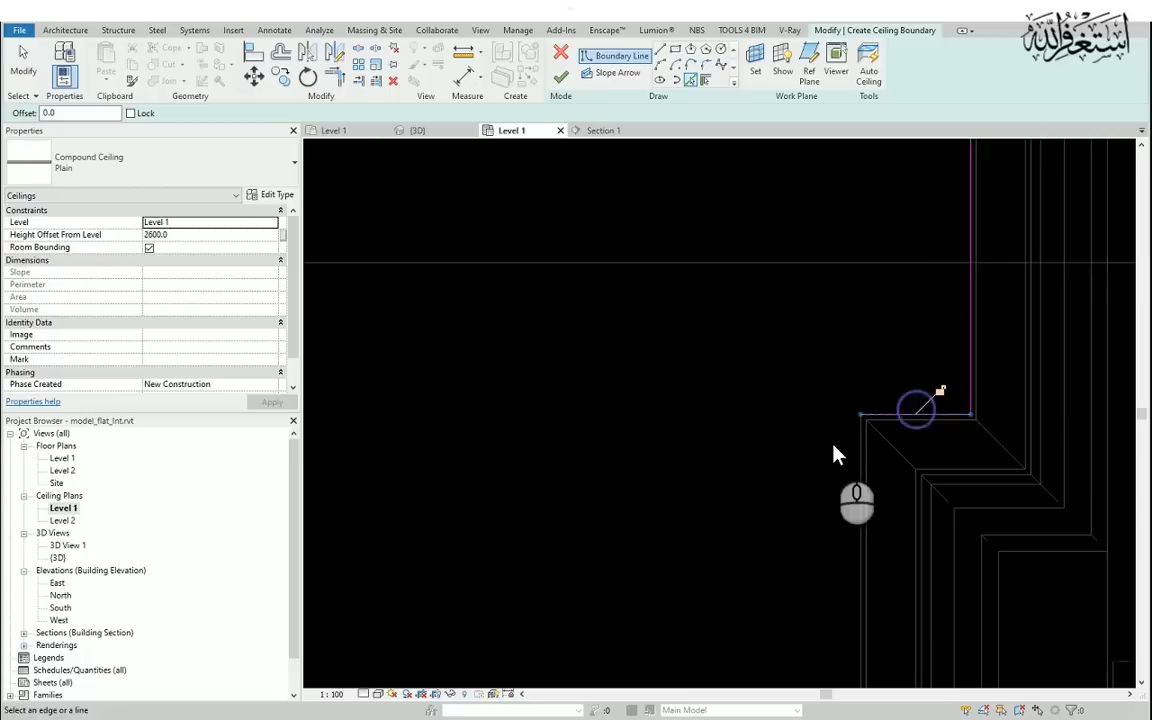 أستغفر الله
File Architecture Structure Steel Systems Insert Annotate Analyze Massing & Site Collaborate View Manage Add-Ins Enscape™ Lumion® NBS TOOLS 4 BIM V-Ray Modify | Create Ceiling Boundary
Modify Paste Cope Cut Join Boundary Line Slope Arrow Set Show Ref Plane Viewer Auto Ceiling
Select Properties Clipboard Geometry Modify View Measure Create Mode Draw Work Plane Tools
Offset: 0.0 Lock
Properties Level 1 {3D} Level 1 Section 1
Compound Ceiling
Plain
Ceilings Edit Type
Constraints
Level Level 1
Height Offset From Level 2600.0
Room Bounding
Dimensions
Slope
Perimeter
Area
Volume
Identity Data
Image
Comments
Mark
Phasing
Phase Created New Construction
Properties help Apply
Project Browser - model_flat_Int.rvt
Views (all)
Floor Plans
Level 1
Level 2
Site
Ceiling Plans
Level 1
Level 2
3D Views
3D View 1
{3D}
Elevations (Building Elevation)
East
North
South
West
Sections (Building Section)
Renderings
Legends
Schedules/Quantities (all)
Sheets (all)
Families
1 : 100
Select an edge or a line :0 Main Model :0